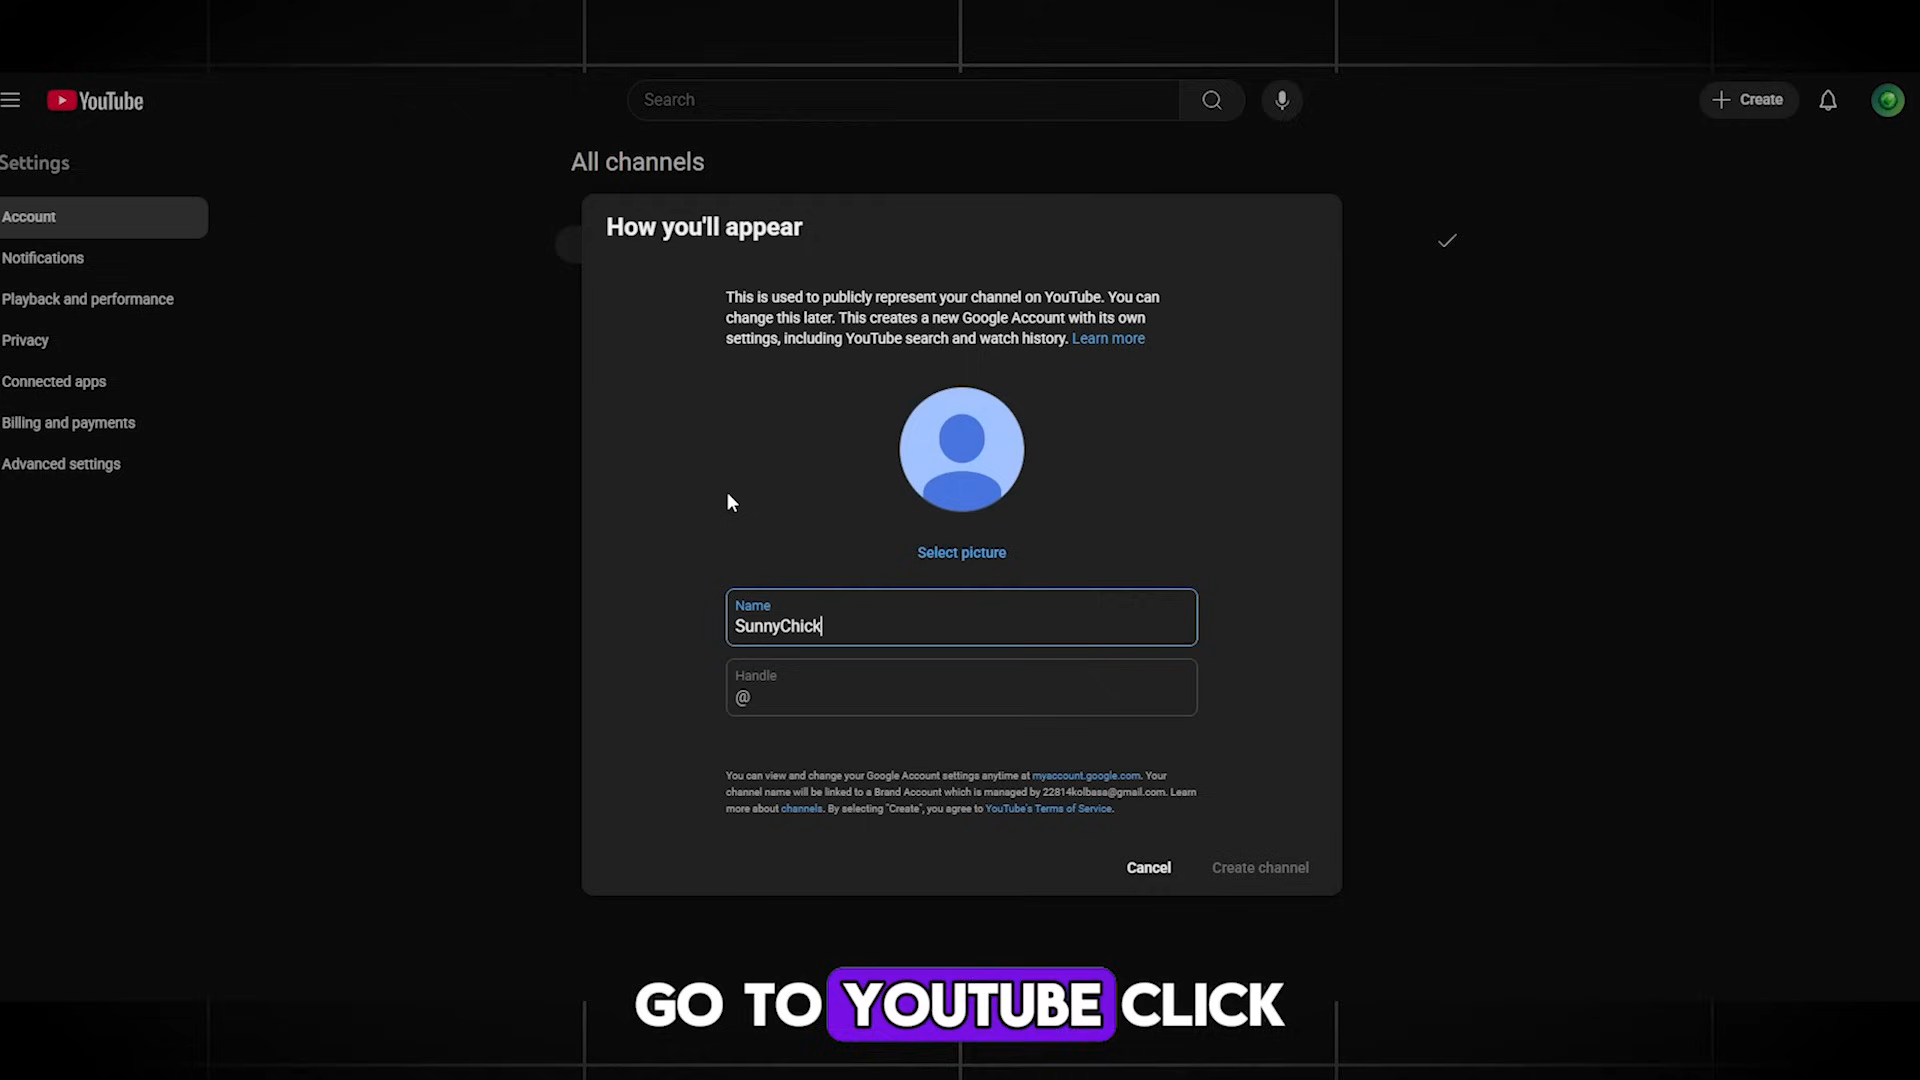 YouTube
Search
Create
Settings
All channels
Account
Notifications
Playback and performance
Privacy
Connected apps
Billing and payments
Advanced settings
How you'll appear
This is used to publicly represent your channel on YouTube. You can
change this later. This creates a new Google Account with its own
settings, including YouTube search and watch history. Learn more
Select picture
Name
SunnyChick
Handle
@
You can view and change your Google Account settings anytime at myaccount.google.com. Your
channel name will be linked to a Brand Account which is managed by 22814kolbasa@gmail.com. Learn
more about channels. By selecting "Create", you agree to YouTube's Terms of Service.
Cancel
Create channel
GO TO YOUTUBE CLICK